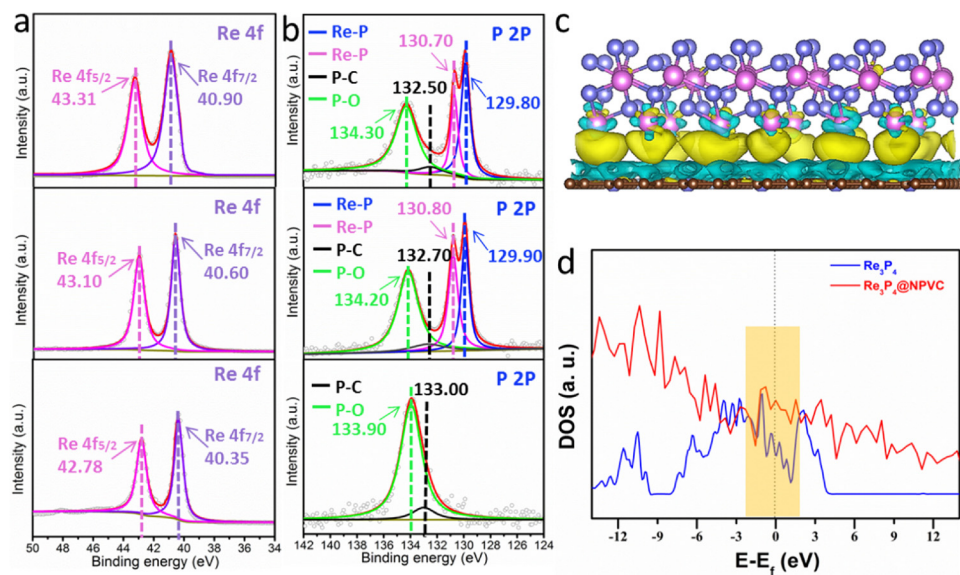 a
Re 4f
Re 4f5/2
43.31
Re 4f7/2
40.90
Intensity (a.u.)
Re 4f
Re 4f5/2
43.10
Re 4f7/2
40.60
Intensity (a.u.)
Re 4f
Re 4f5/2
42.78
Re 4f7/2
40.35
Intensity (a.u.)
50 48 46 44 42 40 38 36 34
Binding energy (eV)
b
P 2P
Re-P
Re-P
P-C
P-O
130.70
132.50
129.80
134.30
Intensity (a.u.)
P 2P
Re-P
Re-P
P-C
P-O
130.80
132.70
129.90
134.20
Intensity (a.u.)
P 2P
P-C
P-O
133.00
133.90
Intensity (a.u.)
142 140 138 136 134 132 130 128 126 124
Binding energy (eV)
c
d
Re3P4
Re3P4@NPVC
DOS (a. u.)
-12 -9 -6 -3 0 3 6 9 12
E-Ef (eV)